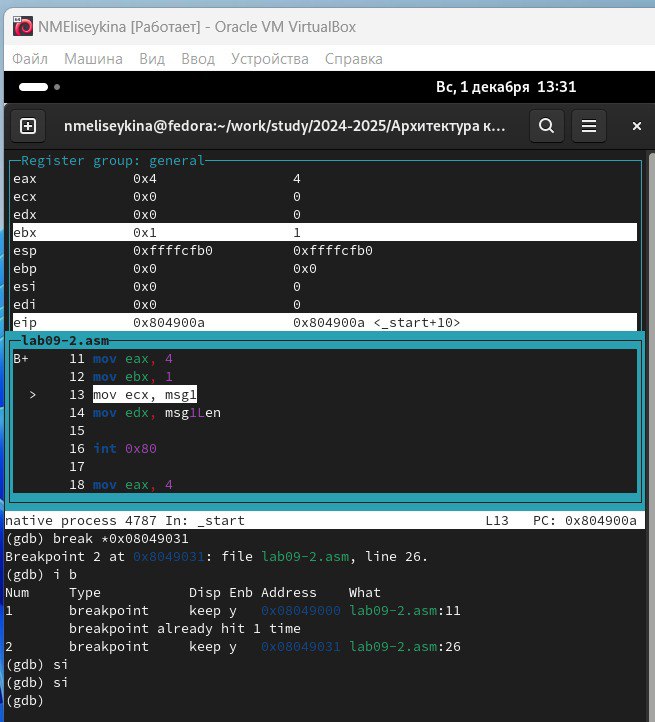 NMEliseykina [Работает] - Oracle VM VirtualBox
Файл Машина Вид Ввод Устройства Справка
Вс, 1 декабря 13:31
nmeliseykina@fedora:~/work/study/2024-2025/Архитектура к...
Register group: general
eax 0x4 4
ecx 0x0 0
edx 0x0 0
ebx 0x1 1
esp 0xffffcfb0 0xffffcfb0
ebp 0x0 0x0
esi 0x0 0
edi 0x0 0
eip 0x804900a 0x804900a <_start+10>
lab09-2.asm
B+ 11 mov eax, 4
12 mov ebx, 1
> 13 mov ecx, msg1
14 mov edx, msg1Len
15
16 int 0x80
17
18 mov eax, 4
native process 4787 In: _start L13 PC: 0x804900a
(gdb) break *0x08049031
Breakpoint 2 at 0x8049031: file lab09-2.asm, line 26.
(gdb) i b
Num Type Disp Enb Address What
1 breakpoint keep y 0x08049000 lab09-2.asm:11
breakpoint already hit 1 time
2 breakpoint keep y 0x08049031 lab09-2.asm:26
(gdb) si
(gdb) si
(gdb)